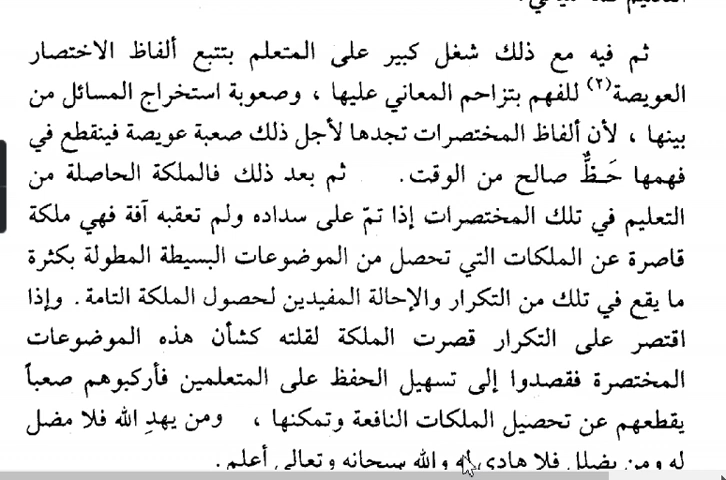 ثم فيه مع ذلك شغل كبير على المتعلم بتتبع ألفاظ الاختصار
العويصة(٢) للفهم بتزاحم المعاني عليها ، وصعوبة استخراج المسائل من
بينها ، لأن ألفاظ المختصرات تجدها لأجل ذلك صعبة عويصة فينقطع في
فهمها حَظٌّ صالح من الوقت. ثم بعد ذلك فالملكة الحاصلة من
التعليم في تلك المختصرات إذا تمّ على سداده ولم تعقبه آفة فهي ملكة
قاصرة عن الملكات التي تحصل من الموضوعات البسيطة المطولة بكثرة
ما يقع في تلك من التكرار والإحالة المفيدين لحصول الملكة التامة . وإذا
اقتصر على التكرار قصرت الملكة لقلته كشأن هذه الموضوعات
المختصرة فقصدوا إلى تسهيل الحفظ على المتعلمين فأركبوهم صعباً
يقطعهم عن تحصيل الملكات النافعة وتمكنها ، ومن يهدِ الله فلا مضل
له ومن يضلل فلا هادي له والله سبحانه وتعالى أعلم .